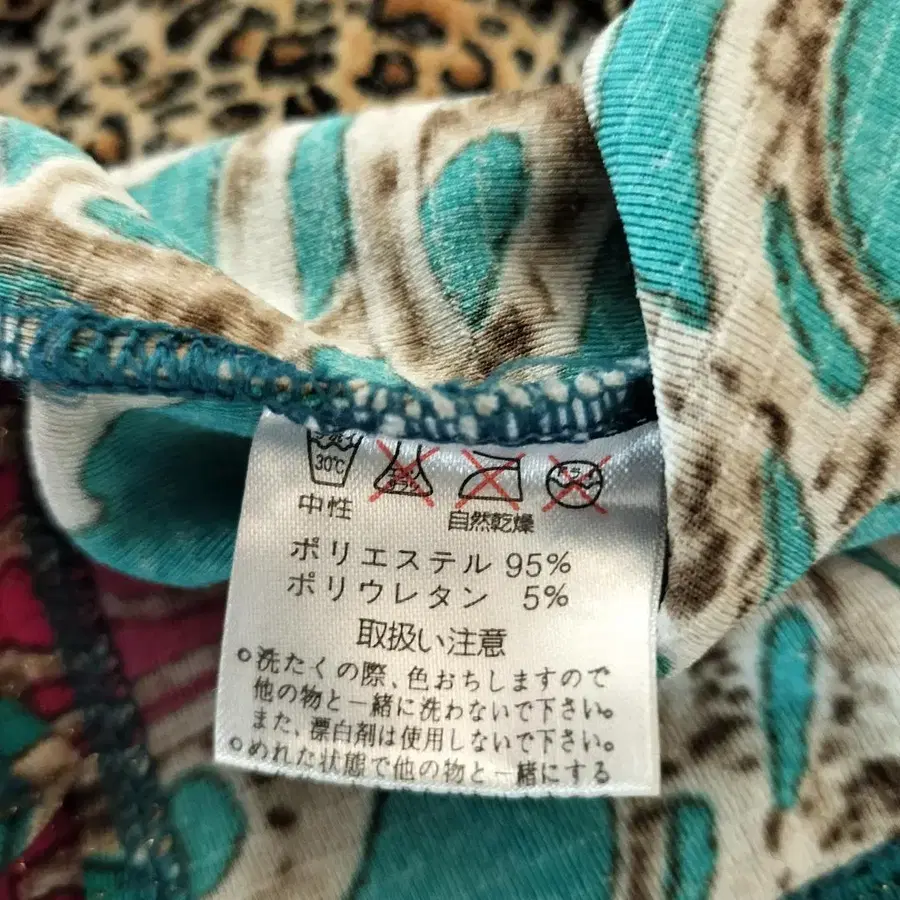 30℃
中性
自然乾燥
ポリエステル 95%
ポリウレタン 5%
取扱い注意
○洗たくの際、色おちしますので
他の物と一緒に洗わないで下さい。
また、漂白剤は使用しないで下さい。
○めれた状態で他の物と一緒にする